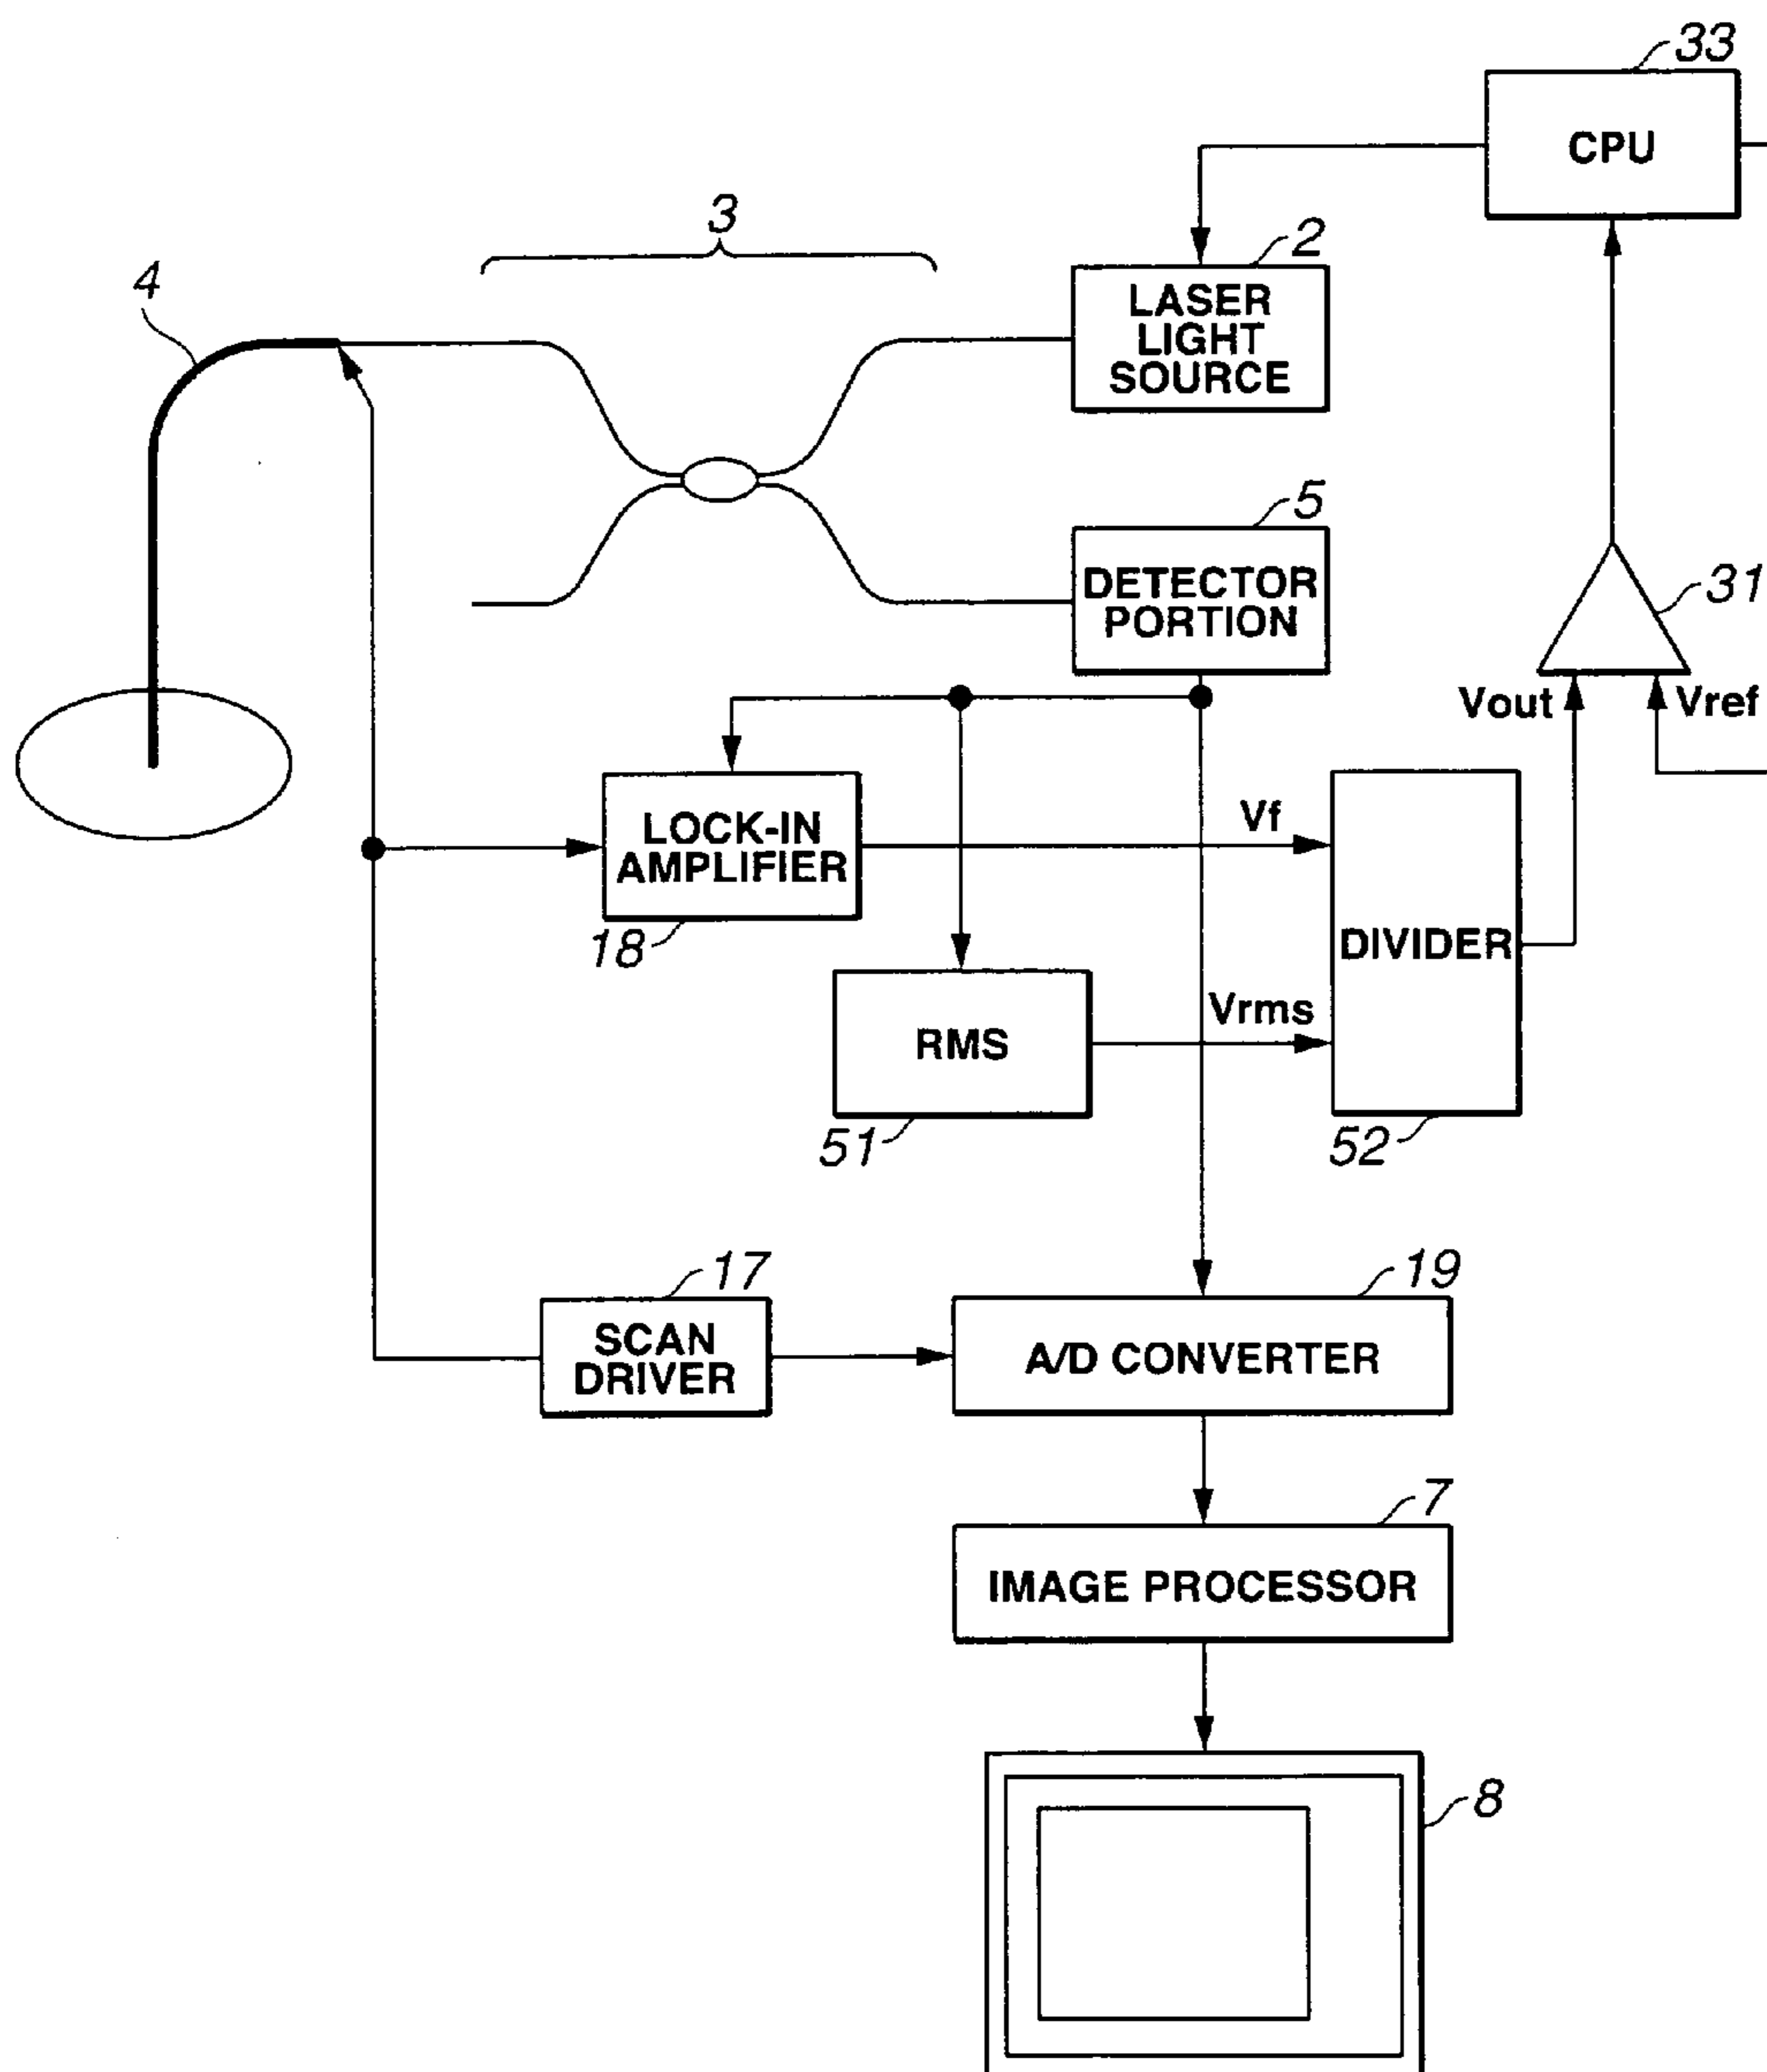 33
CPU
3
2
LASER
LIGHT
SOURCE
4
5
DETECTOR
PORTION
31
Vout
Vref
LOCK-IN
AMPLIFIER
18
Vf
DIVIDER
RMS
Vrms
51
52
17
SCAN
DRIVER
19
A/D CONVERTER
7
IMAGE PROCESSOR
8